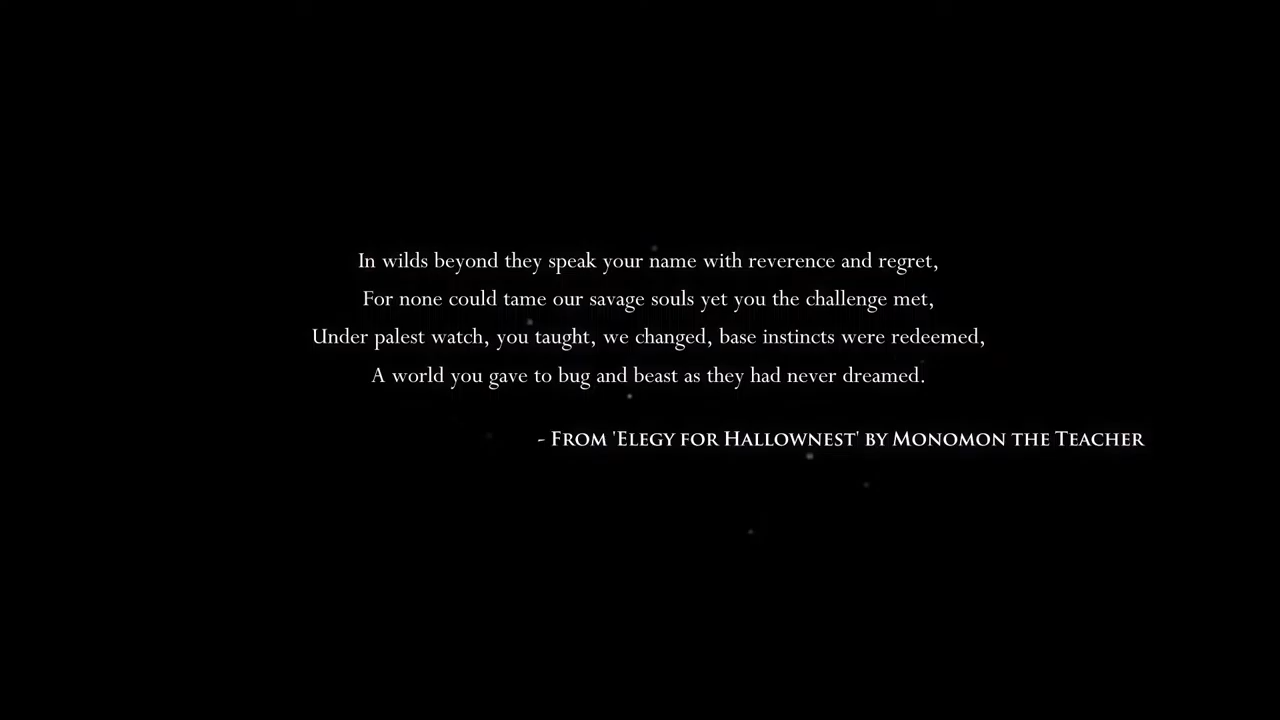 In wilds beyond they speak your name with reverence and regret,
For none could tame our savage souls yet you the challenge met,
Under palest watch, you taught, we changed, base instincts were redeemed,
A world you gave to bug and beast as they had never dreamed.
- From 'Elegy for Hallownest' by Monomon the Teacher